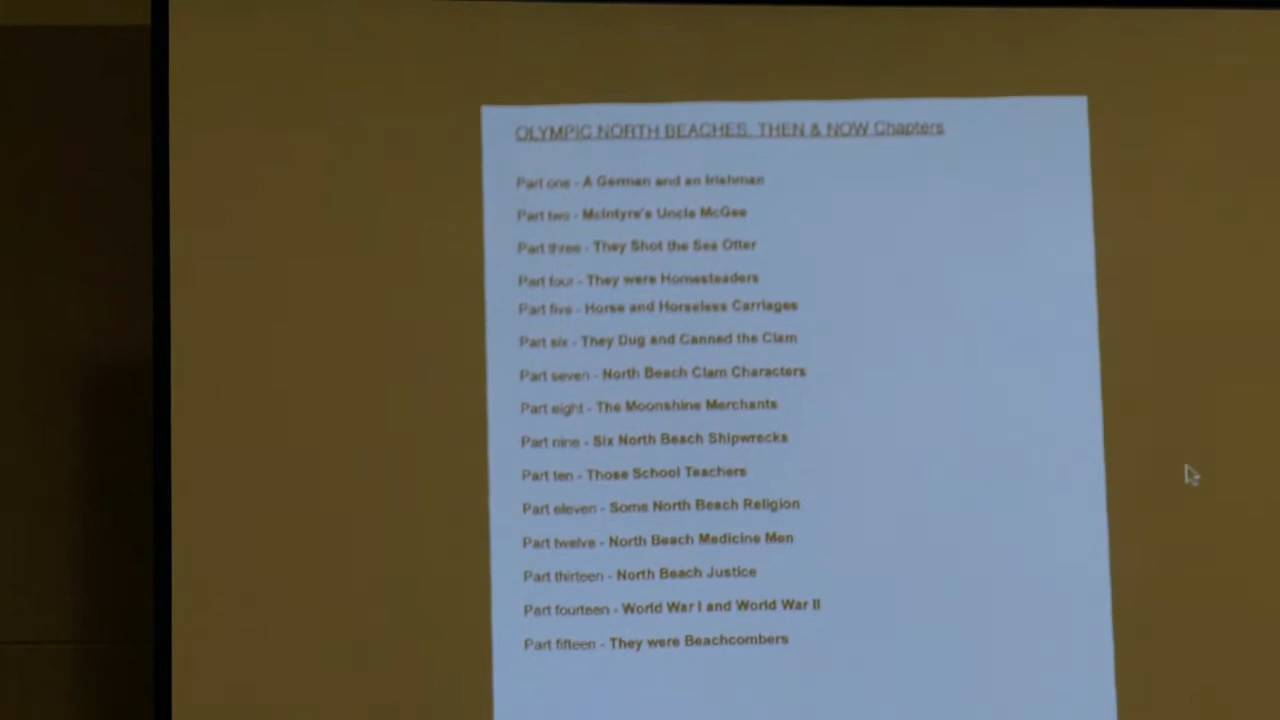 OLYMPIC NORTH BEACHES, THEN & NOW Chapters
Part one - A German and an Irishman
Part two - McIntyre's Uncle McGee
Part three - They Shot the Sea Otter
Part four - They were Homesteaders
Part five - Horse and Horseless Carriages
Part six - They Dug and Canned the Clam
Part seven - North Beach Clam Characters
Part eight - The Moonshine Merchants
Part nine - Six North Beach Shipwrecks
Part ten - Those School Teachers
Part eleven - Some North Beach Religion
Part twelve - North Beach Medicine Men
Part thirteen - North Beach Justice
Part fourteen - World War I and World War II
Part fifteen - They were Beachcombers